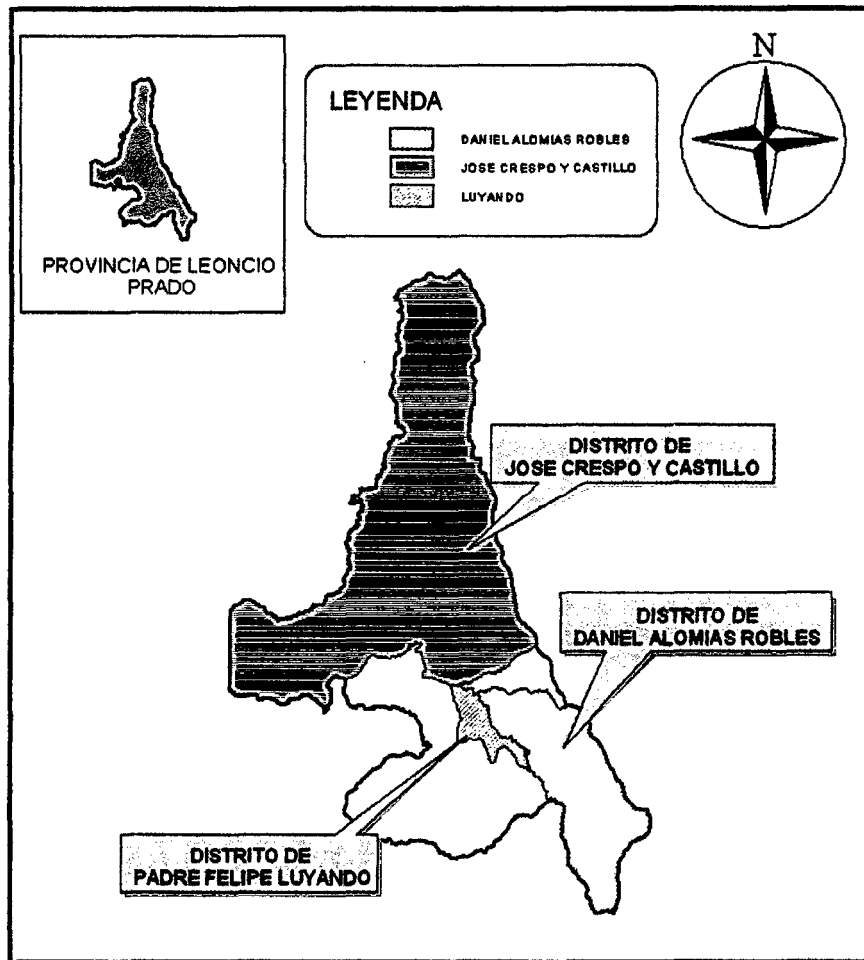 PROVINCIA DE LEONCIO
PRADO
LEYENDA
DANIEL ALOMIAS ROBLES
JOSE CRESPO Y CASTILLO
LUYANDO
N
DISTRITO DE
JOSE CRESPO Y CASTILLO
DISTRITO DE
DANIEL ALOMIAS ROBLES
DISTRITO DE
PADRE FELIPE LUYANDO